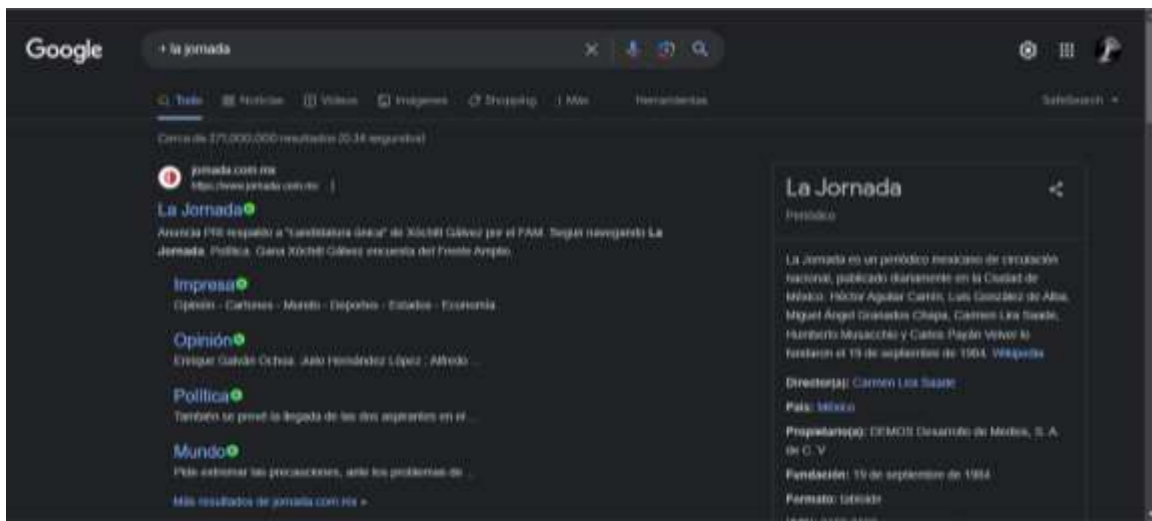 Google
+ la jornada
Todo Noticias Videos Imágenes Shopping Más Herramientas SafeSearch
Cerca de 271,000,000 resultados
jornada.com.mx
https://www.jornada.com.mx
La Jornada
Anuncia PRI respaldo a "candidatura única" de Xóchitl Gálvez por el FAM. Seguir navegando La
Jornada. Política. Gana Xóchitl Gálvez encuesta del Frente Amplio.
Impresa
Opinión - Cartones - Mundo - Deportes - Estados - Economía
Opinión
Enrique Galván Ochoa. Julio Hernández López ; Alfredo ...
Política
También se prevé la llegada de las dos aspirantes en el ...
Mundo
Pide extremar las precauciones, ante los problemas de ...
Más resultados de jornada.com.mx »
La Jornada
Periódico
La Jornada es un periódico mexicano de circulación
nacional, publicado diariamente en la Ciudad de
México. Héctor Aguilar Camín, Luis González de Alba,
Miguel Ángel Granados Chapa, Carmen Lira Saade,
Humberto Musacchio y Carlos Payán Velver lo
fundaron el 19 de septiembre de 1984. Wikipedia
Director(a): Carmen Lira Saade
País: México
Propietario(a): DEMOS Desarrollo de Medios, S. A.
de C. V
Fundación: 19 de septiembre de 1984
Formato: tabloide